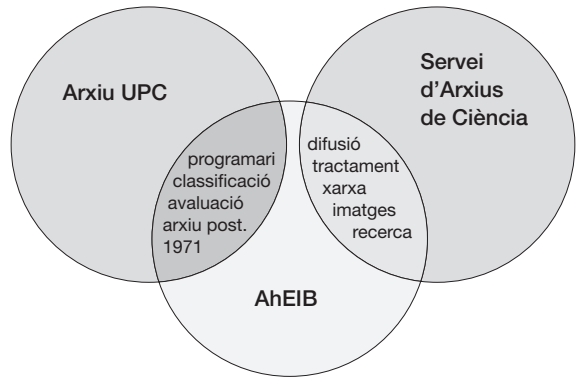 Arxiu UPC
Servei
d’Arxius
de Ciència
programari
classificació
avaluació
arxiu post.
1971
difusió
tractament
xarxa
imatges
recerca
AhEIB